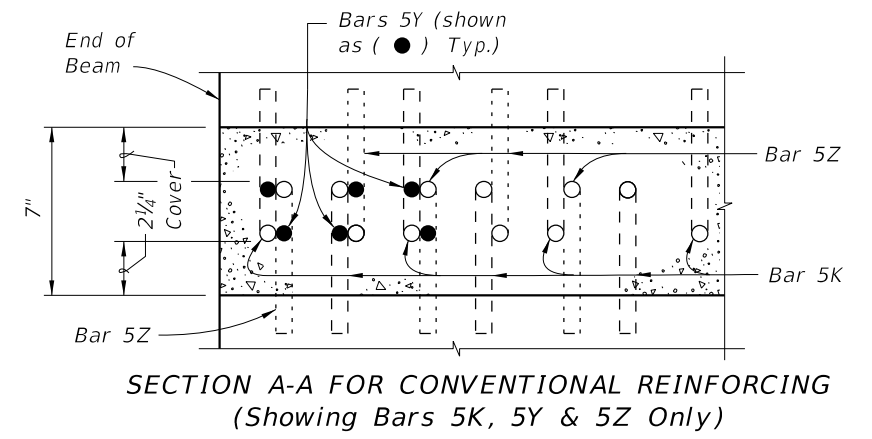 Bars 5Y (shown
as ( ● ) Typ.)
End of
Beam
Bar 5Z
7"
2¼"
Cover
Bar 5K
Bar 5Z
SECTION A-A FOR CONVENTIONAL REINFORCING
(Showing Bars 5K, 5Y & 5Z Only)